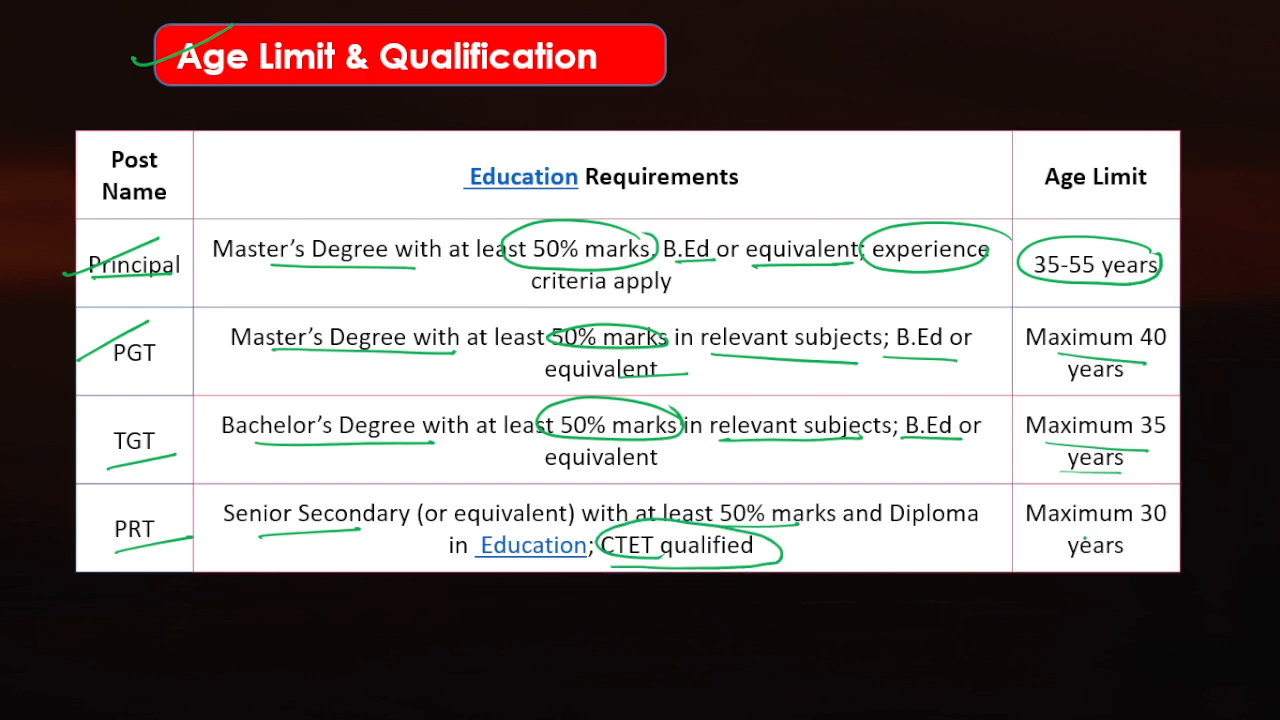 Age Limit & Qualification
Post
Name
Education Requirements
Age Limit
Principal
Master's Degree with at least 50% marks, B.Ed or equivalent; experience
criteria apply
35-55 years
PGT
Master's Degree with at least 50% marks in relevant subjects; B.Ed or
equivalent
Maximum 40
years
TGT
Bachelor's Degree with at least 50% marks in relevant subjects; B.Ed or
equivalent
Maximum 35
years
PRT
Senior Secondary (or equivalent) with at least 50% marks and Diploma
in Education; CTET qualified
Maximum 30
years